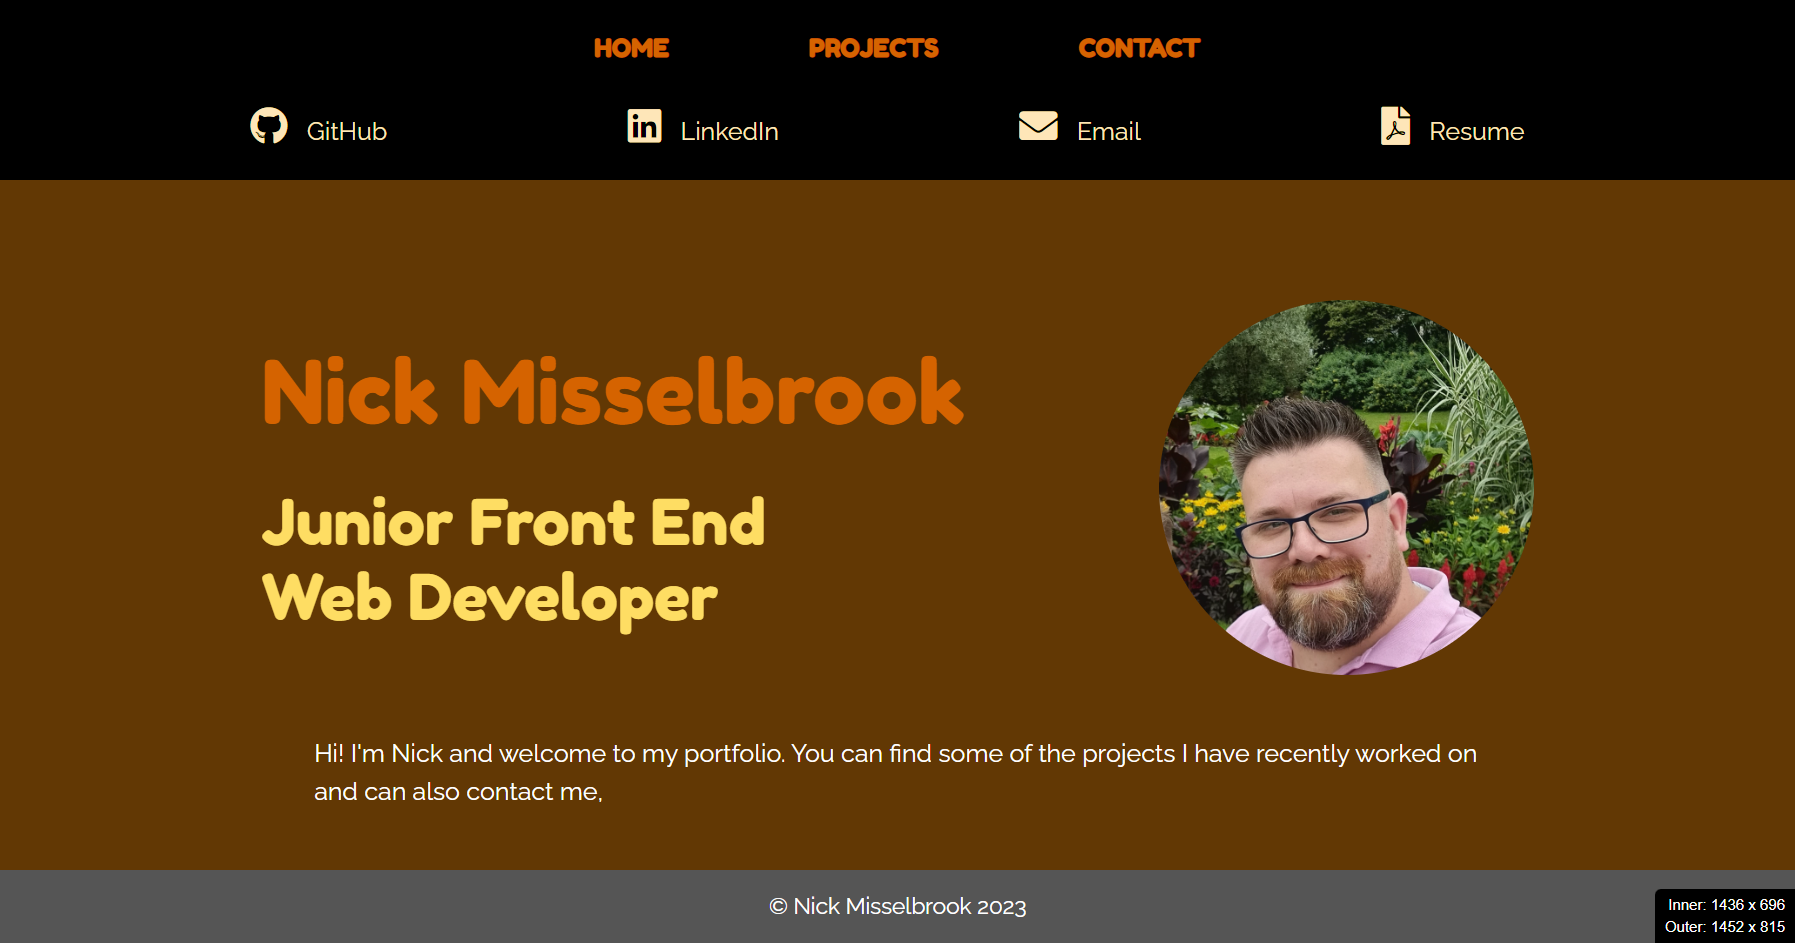 HOME PROJECTS CONTACT
GitHub LinkedIn Email Resume
Nick Misselbrook
Junior Front End
Web Developer
Hi! I'm Nick and welcome to my portfolio. You can find some of the projects I have recently worked on
and can also contact me,
© Nick Misselbrook 2023
Inner: 1436 x 696
Outer: 1452 x 815